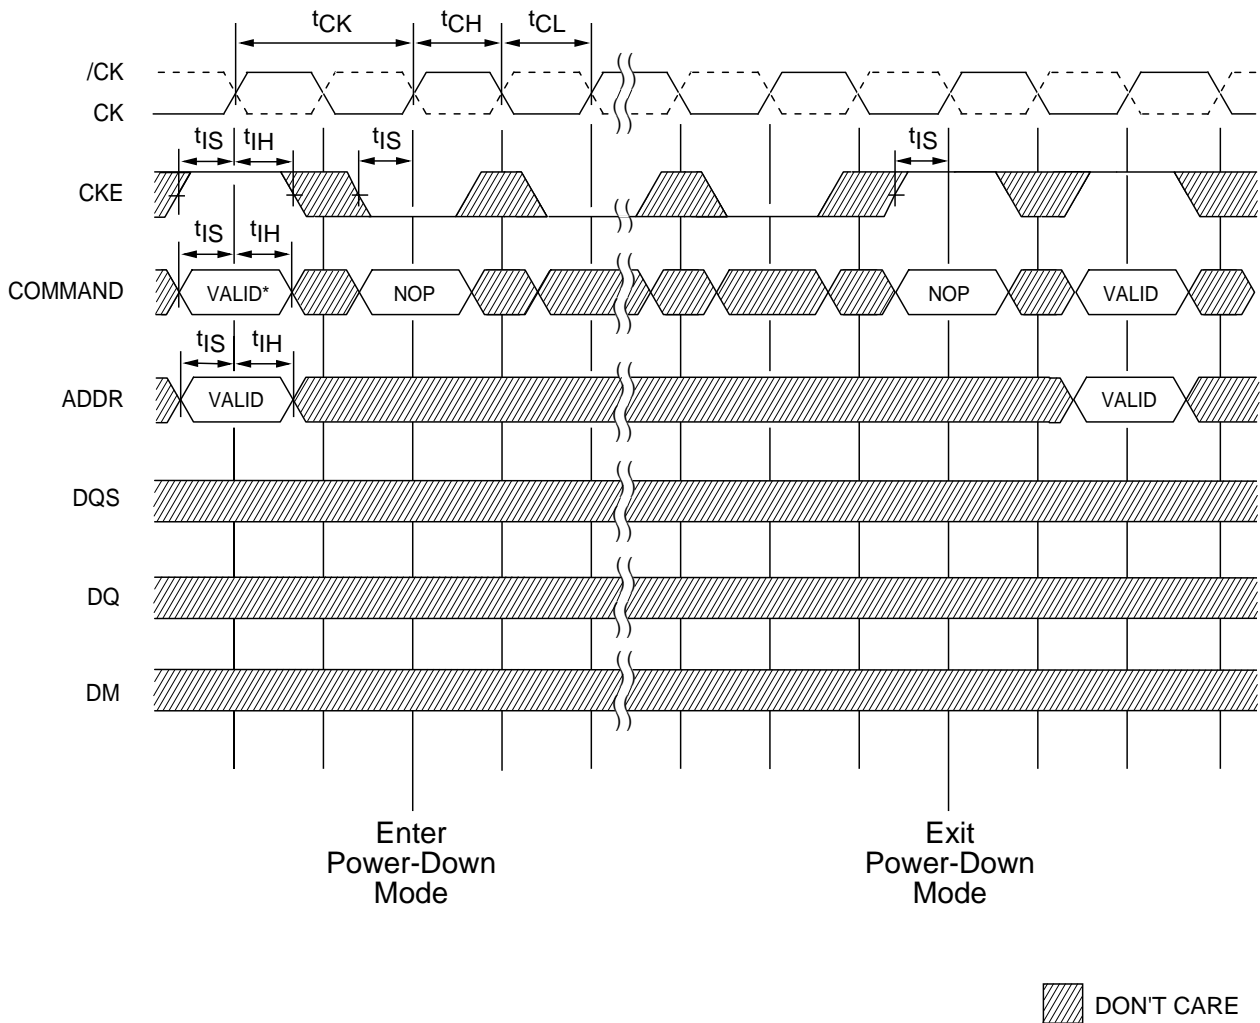 tCK tCH tCL
/CK
CK
tIS tIH tIS tIS
CKE
tIS tIH
COMMAND VALID* NOP NOP VALID
tIS tIH
ADDR VALID VALID
DQS
DQ
DM
Enter
Power-Down
Mode
Exit
Power-Down
Mode
DON'T CARE